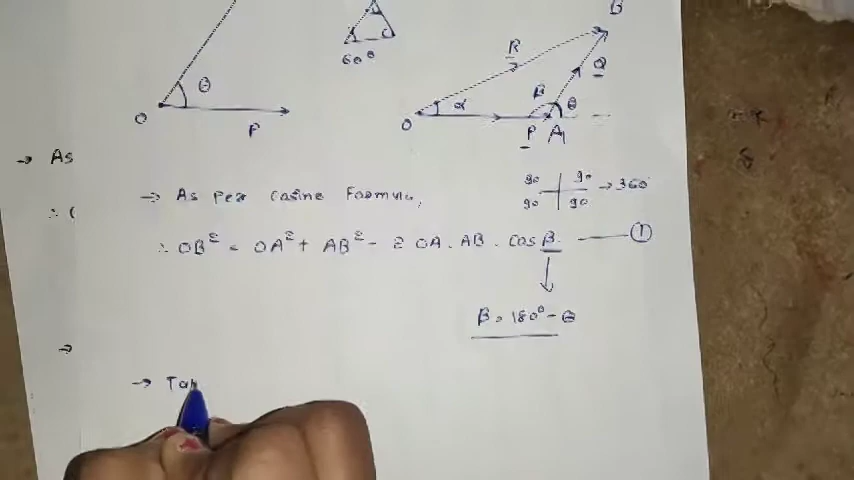 B
R
Q
60°
θ
α
β
θ
O
P
O
P
A
→ As
→ As per cosine Formula,
90 90 → 360°
90 90
∴ (
∴ OB² = OA² + AB² - 2 OA . AB . cos β. — ①
β = 180° - θ
→
→ Tak